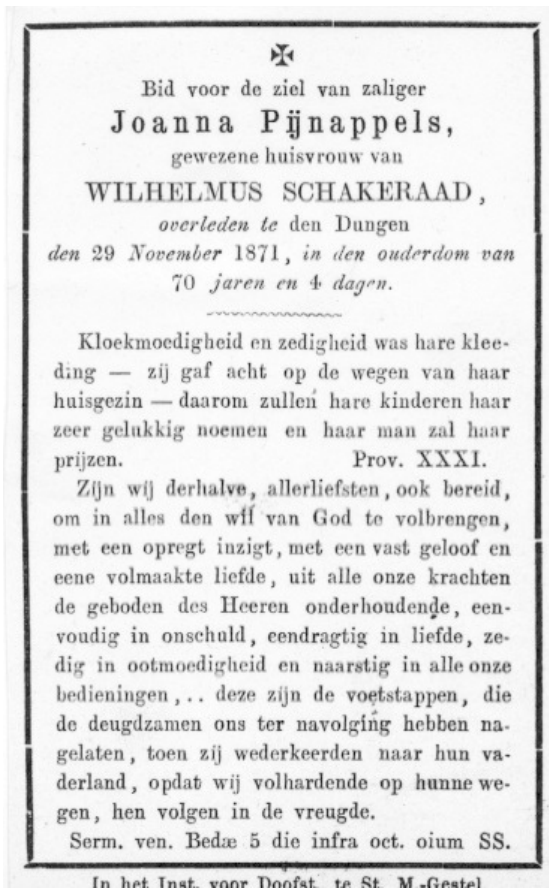 ✠
Bid voor de ziel van zaliger
Joanna Pijnappels,
gewezene huisvrouw van
WILHELMUS SCHAKERAAD,
overleden te den Dungen
den 29 November 1871, in den ouderdom van
70 jaren en 4 dagen.
Kloekmoedigheid en zedigheid was hare klee-
ding — zij gaf acht op de wegen van haar
huisgezin — daarom zullen hare kinderen haar
zeer gelukkig noemen en haar man zal haar
prijzen. Prov. XXXI.
Zijn wij derhalve, allerliefsten, ook bereid,
om in alles den wil van God te volbrengen,
met een opregt inzigt, met een vast geloof en
eene volmaakte liefde, uit alle onze krachten
de geboden des Heeren onderhoudende, een-
voudig in onschuld, eendragtig in liefde, ze-
dig in ootmoedigheid en naarstig in alle onze
bedieningen,.. deze zijn de voetstappen, die
de deugdzamen ons ter navolging hebben na-
gelaten, toen zij wederkeerden naar hun va-
derland, opdat wij volhardende op hunne we-
gen, hen volgen in de vreugde.
Serm. ven. Bedæ 5 die infra oct. oium SS.
In het Inst. voor Doofst. te St. M.-Gestel